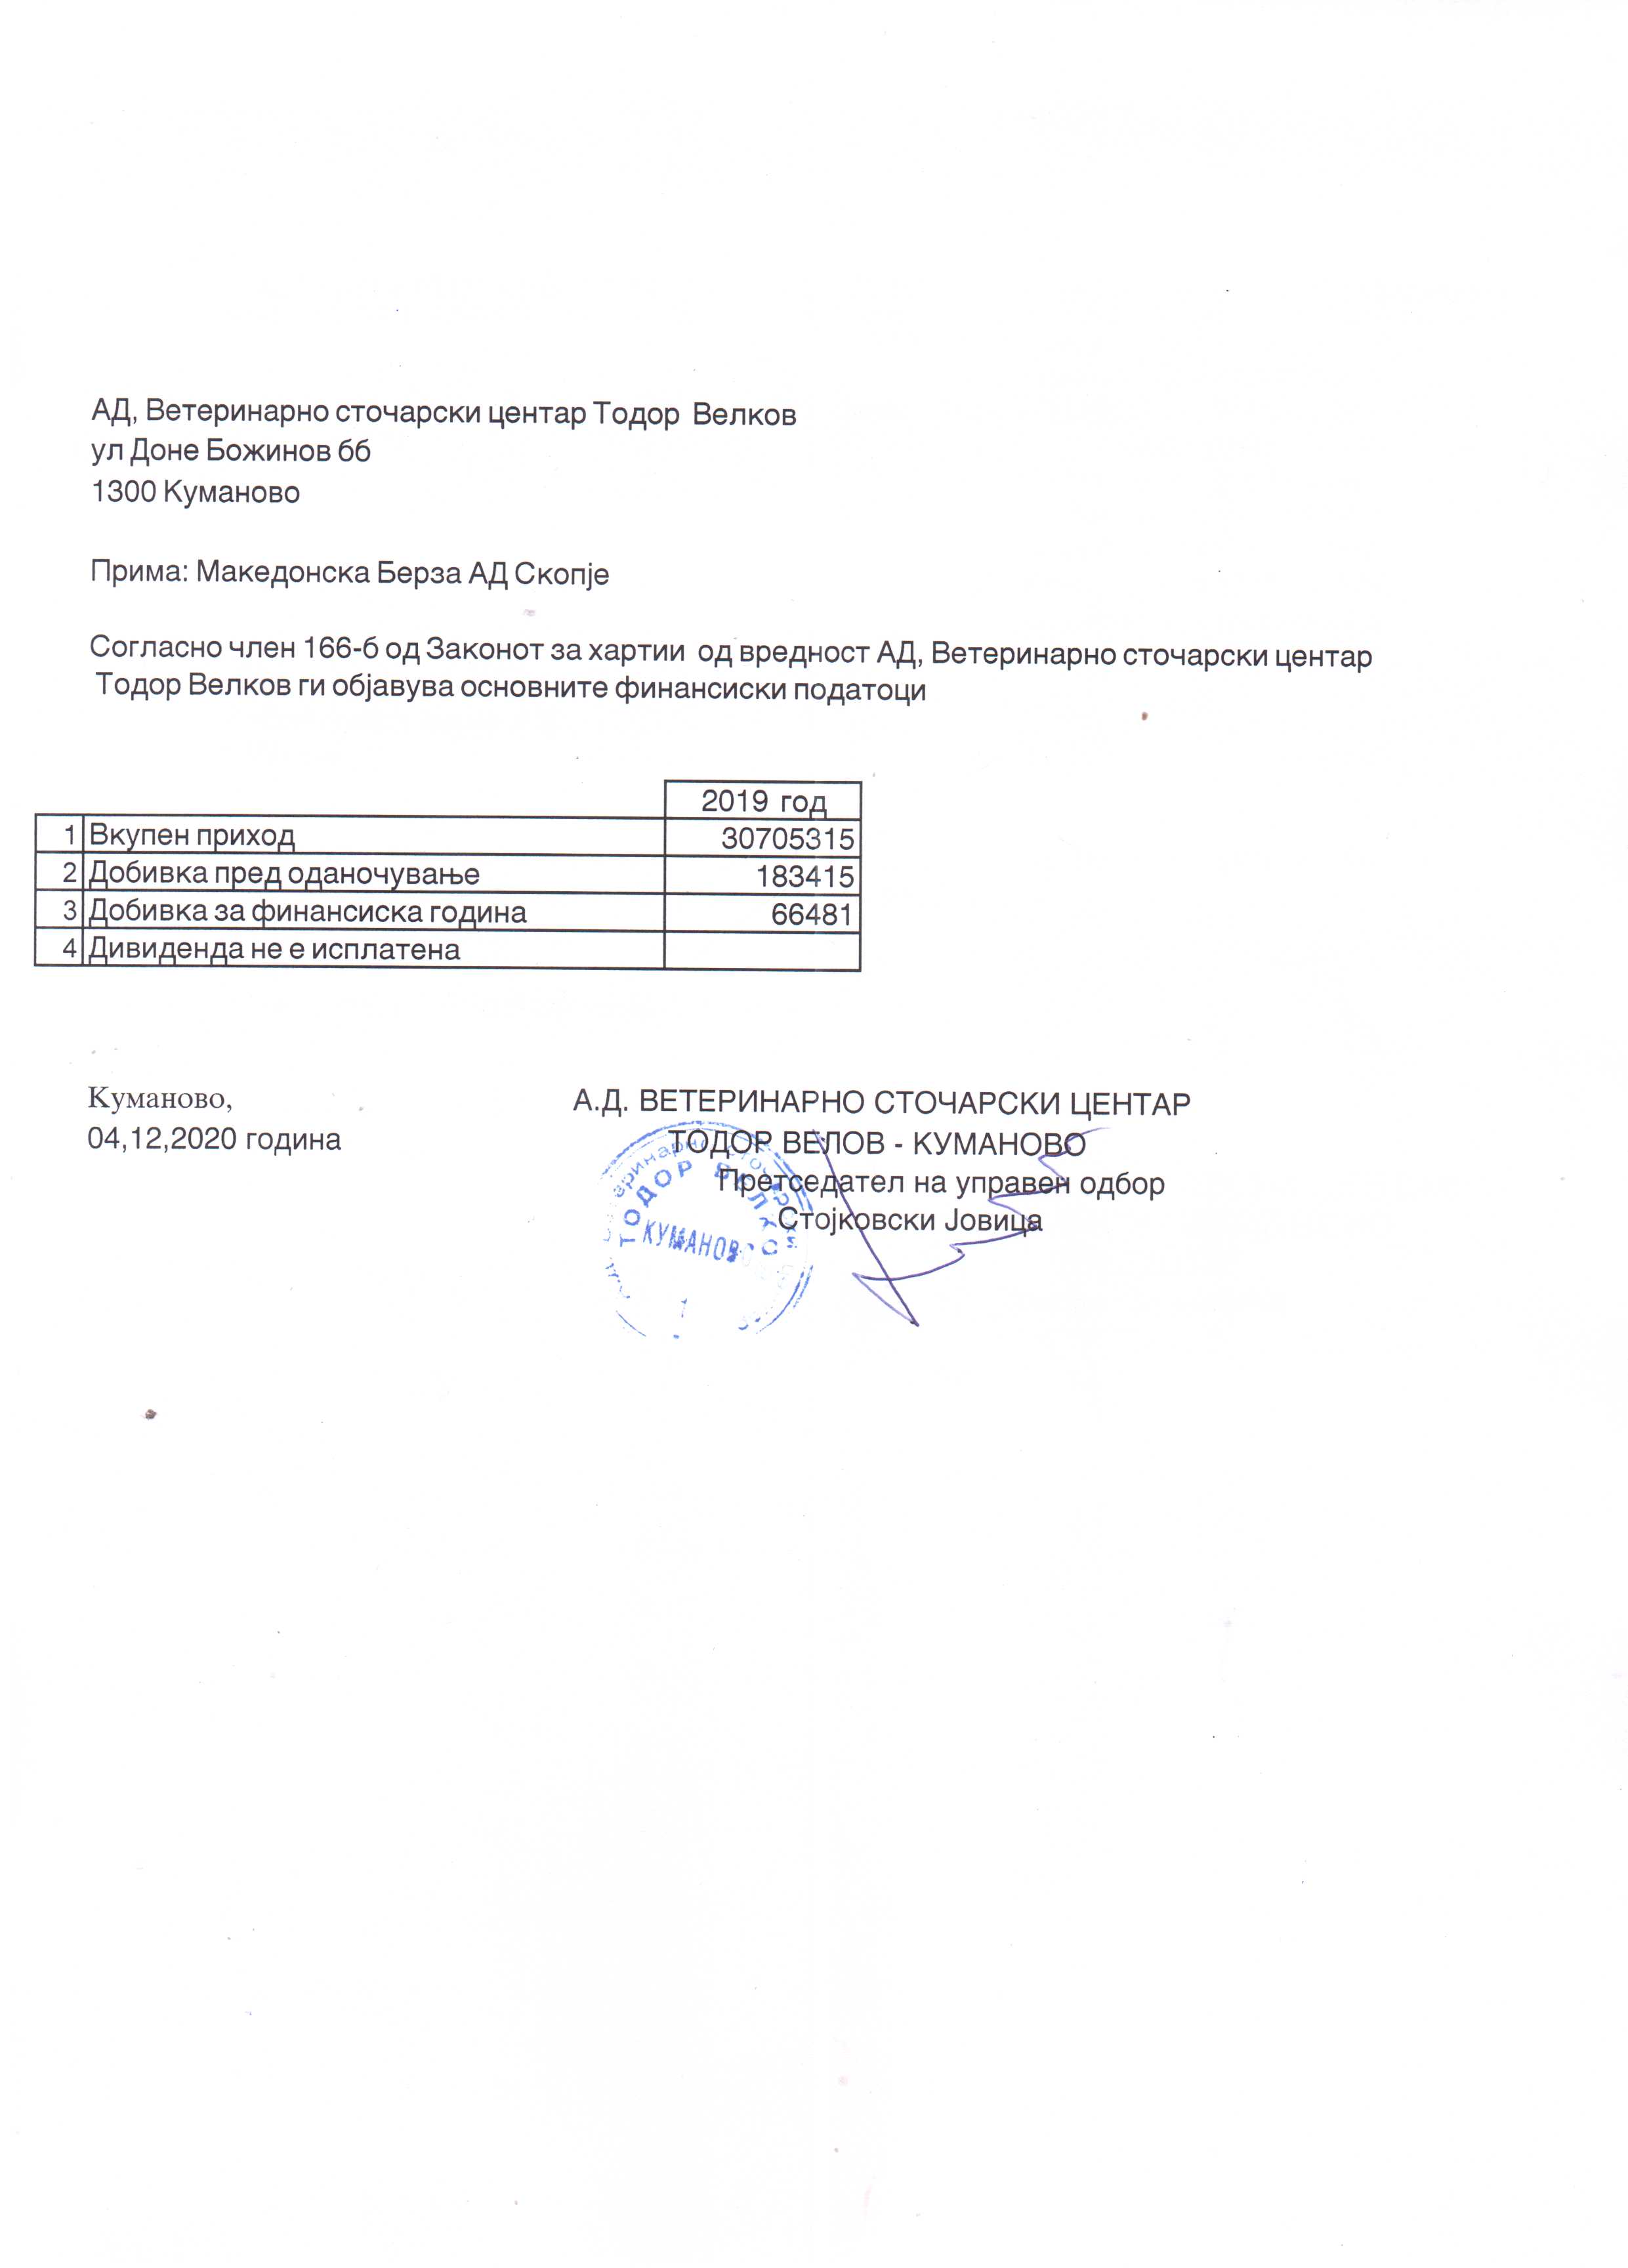 АД, Ветеринарно сточарски центар Тодор Велков
ул Доне Божинов бб
1300 Куманово
Прима: Македонска Берза АД Скопје
Согласно член 166-б од Законот за хартии од вредност АД, Ветеринарно сточарски центар
Тодор Велков ги објавува основните финансиски податоци
2019 год
1 Вкупен приход 30705315
2 Добивка пред оданочување 183415
3 Добивка за финансиска година 66481
4 Дивиденда не е исплатена
Куманово,
04,12,2020 година
А.Д. ВЕТЕРИНАРНО СТОЧАРСКИ ЦЕНТАР
ТОДОР ВЕЛОВ - КУМАНОВО
Претседател на управен одбор
Стојковски Јовица
ТОДОР